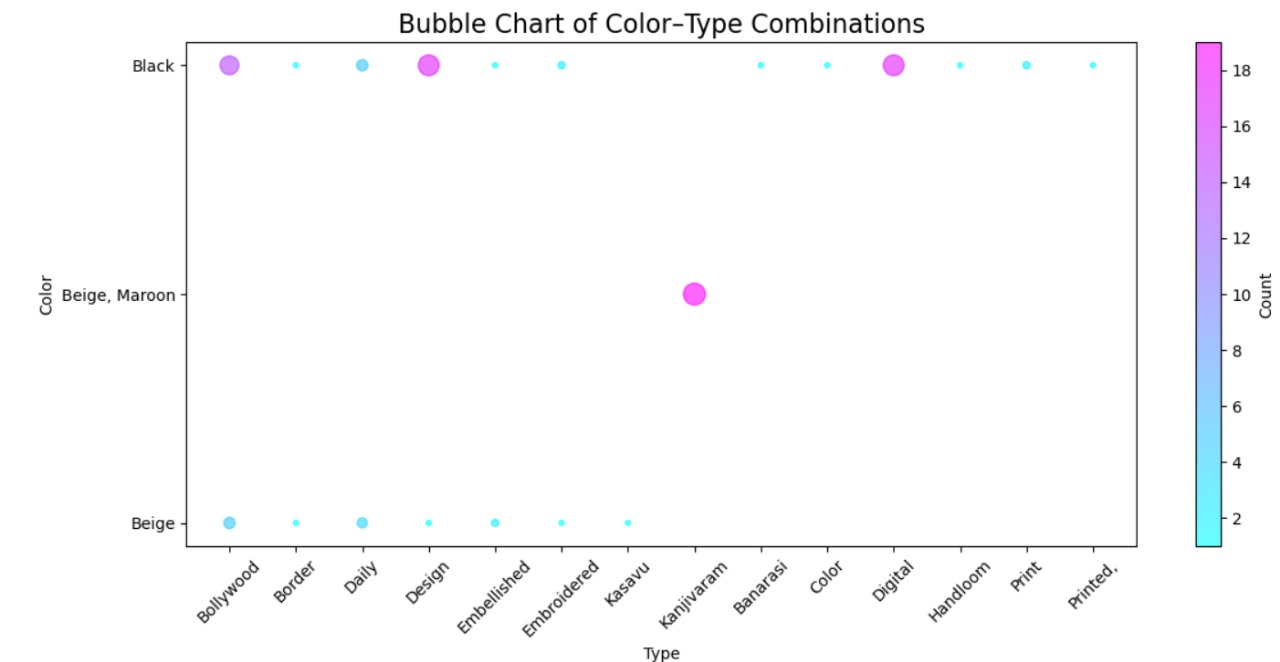 Bubble Chart of Color–Type Combinations
Black
Beige, Maroon
Beige
Color
Bollywood
Border
Daily
Design
Embellished
Embroidered
Kasavu
Kanjivaram
Banarasi
Color
Digital
Handloom
Print
Printed,
Type
18
16
14
12
10
8
6
4
2
Count